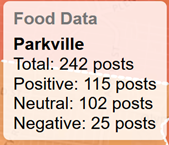 Food Data
Parkville
Total: 242 posts
Positive: 115 posts
Neutral: 102 posts
Negative: 25 posts